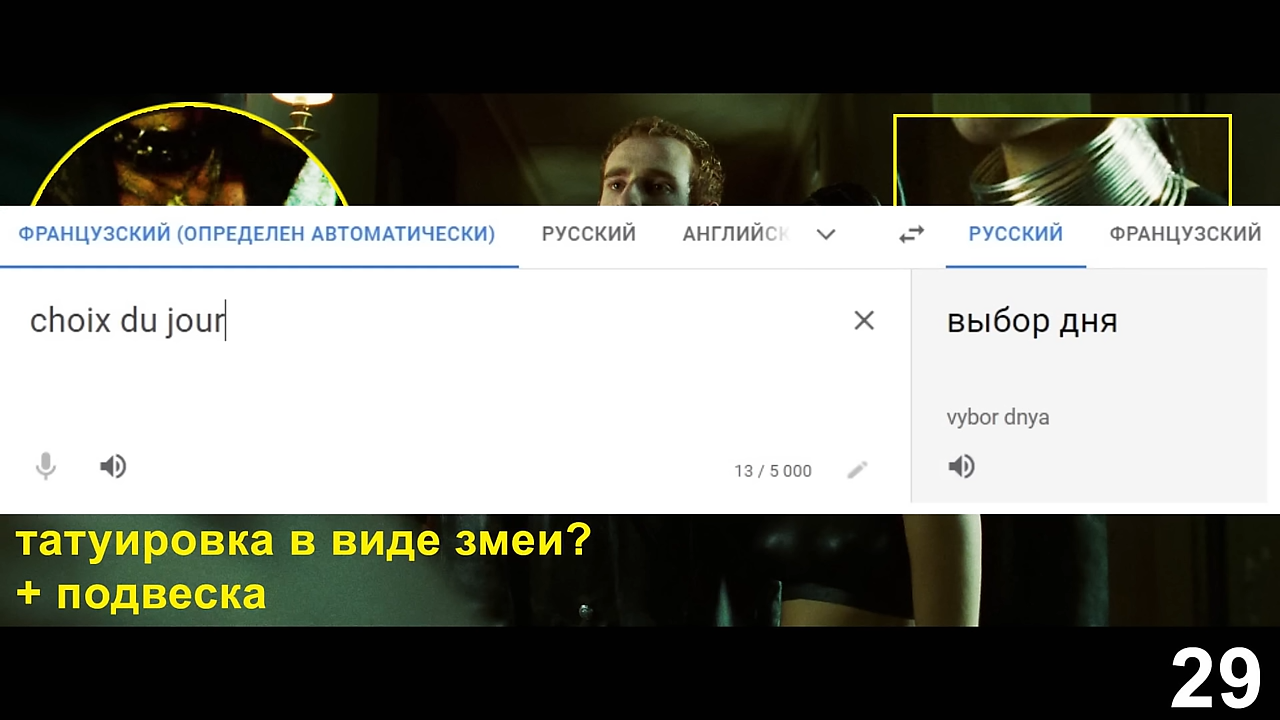 ФРАНЦУЗСКИЙ (ОПРЕДЕЛЕН АВТОМАТИЧЕСКИ) РУССКИЙ АНГЛИЙСК РУССКИЙ ФРАНЦУЗСКИЙ
choix du jour
выбор дня
vybor dnya
13 / 5 000
татуировка в виде змеи?
+ подвеска
29